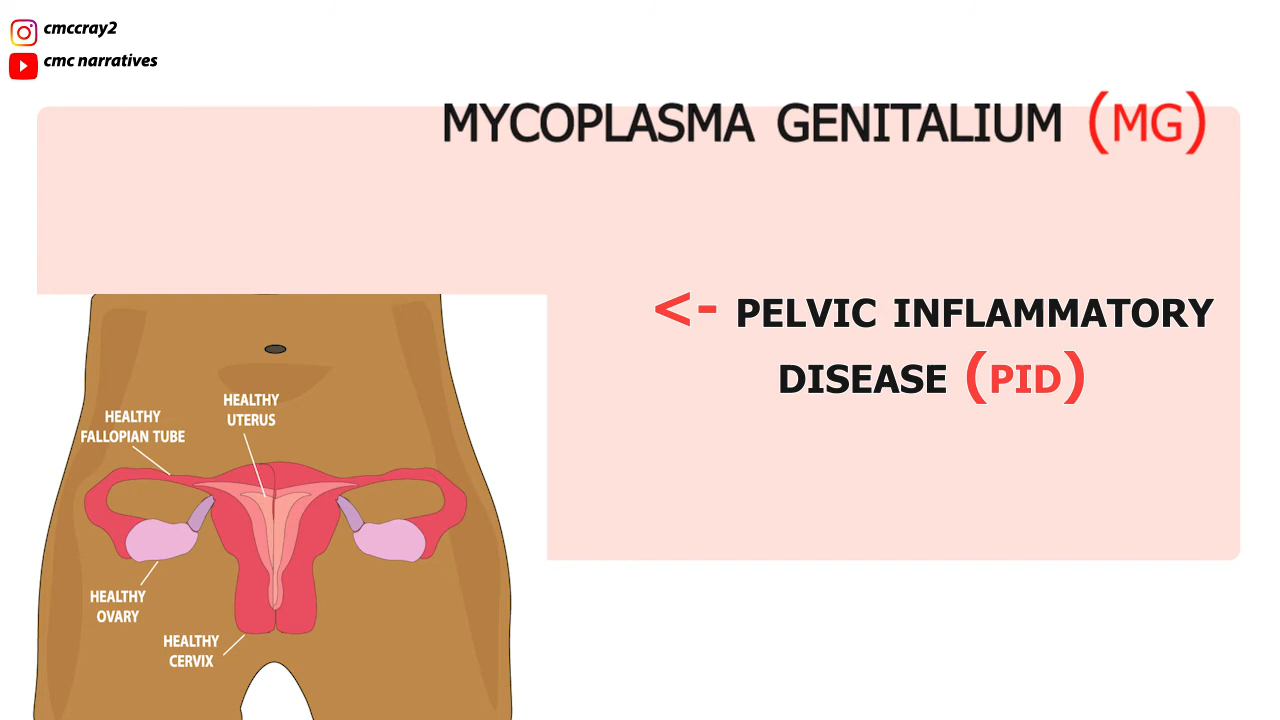 cmccray2
cmc narratives
MYCOPLASMA GENITALIUM (MG)
<- PELVIC INFLAMMATORY
DISEASE (PID)
HEALTHY
UTERUS
HEALTHY
FALLOPIAN TUBE
HEALTHY
OVARY
HEALTHY
CERVIX